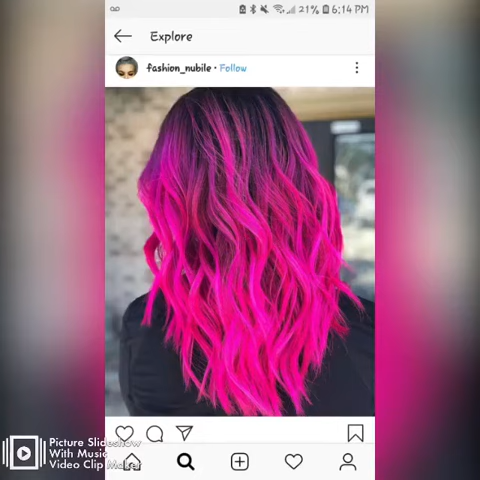 21% 6:14 PM
Explore
fashion_nubile • Follow
Picture Slideshow
With Music
Video Clip Maker